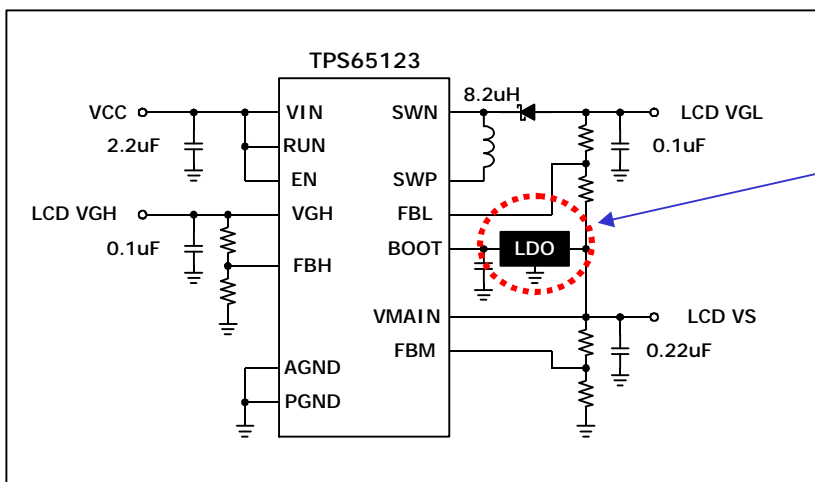 TPS65123
8.2uH
VCC
VIN
SWN
LCD VGL
2.2uF
RUN
0.1uF
EN
SWP
LCD VGH
VGH
FBL
0.1uF
BOOT
LDO
FBH
VMAIN
LCD VS
FBM
0.22uF
AGND
PGND